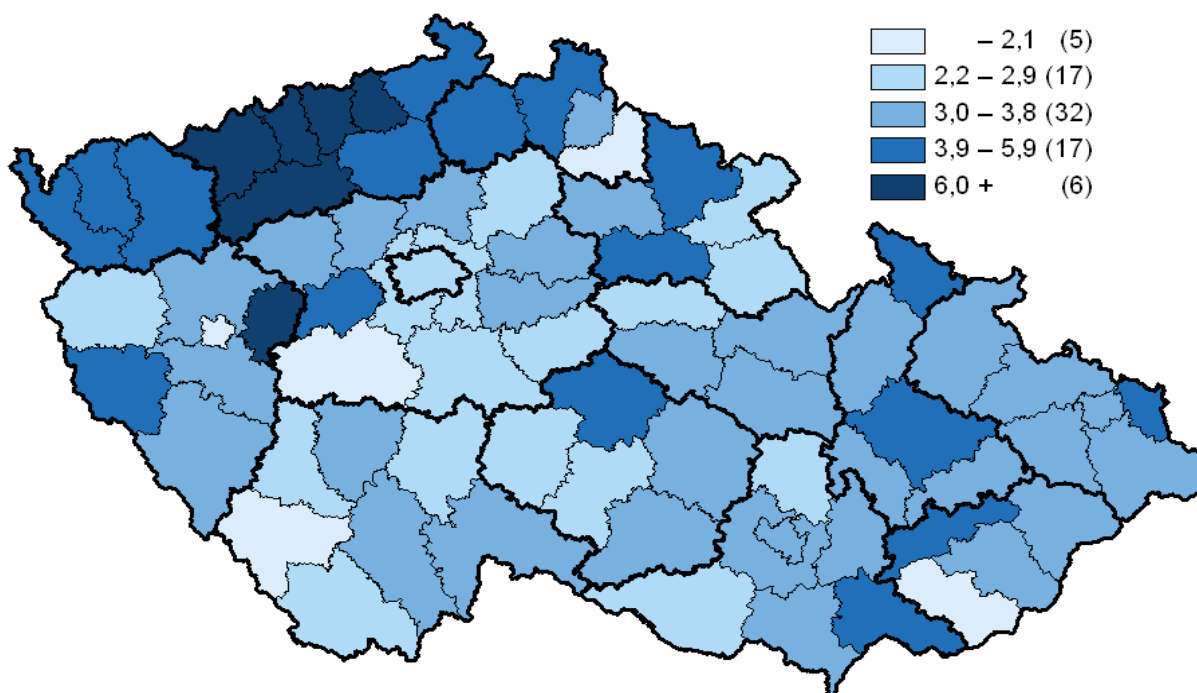 – 2,1 (5)
2,2 – 2,9 (17)
3,0 – 3,8 (32)
3,9 – 5,9 (17)
6,0 + (6)